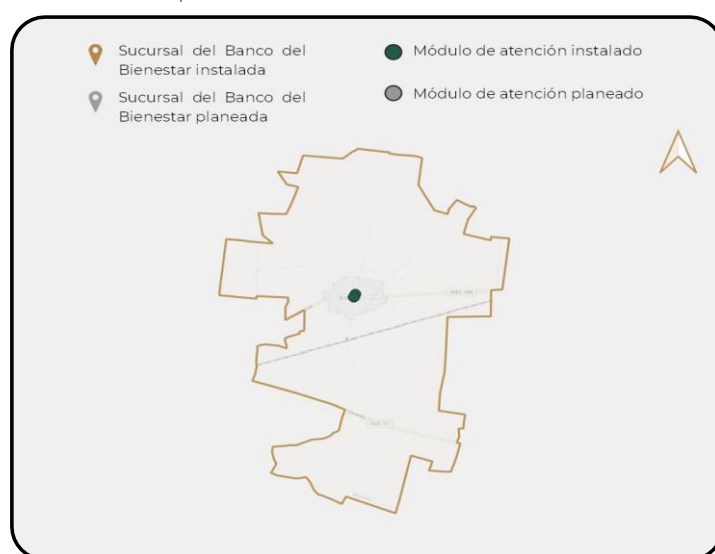 Sucursal del Banco del
Bienestar instalada
Sucursal del Banco del
Bienestar planeada
Módulo de atención instalado
Módulo de atención planeado